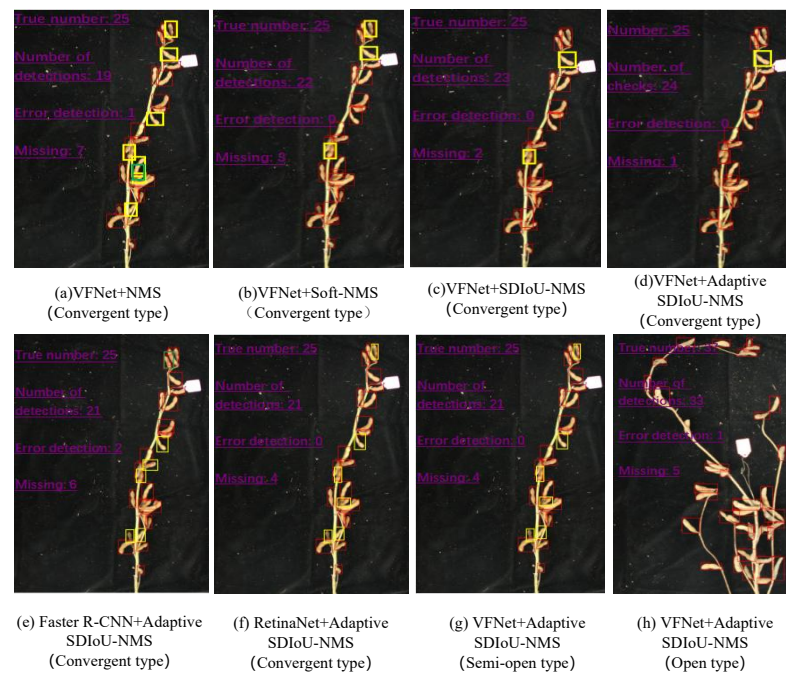 True number: 25
Number of
detections: 19
Error detection: 1
Missing: 7
(a)VFNet+NMS
(Convergent type)
True number: 25
Number of
detections: 22
Error detection: 0
Missing:
(b)VFNet+Soft-NMS
（Convergent type）
True number: 25
Number of
detections: 23
Error detection: 0
Missing: 2
(c)VFNet+SDIoU-NMS
(Convergent type)
Number: 25
Number of
checks: 24
Error detection: 0
Missing: 1
(d)VFNet+Adaptive
SDIoU-NMS
(Convergent type)
True number: 25
Number of
detections: 21
Error detection: 2
Missing: 6
(e) Faster R-CNN+Adaptive
SDIoU-NMS
(Convergent type)
True number: 25
Number of
detections: 21
Error detection: 0
Missing: 4
(f) RetinaNet+Adaptive
SDIoU-NMS
(Convergent type)
True number: 25
Number of
detections: 21
Error detection: 0
Missing: 4
(g) VFNet+Adaptive
SDIoU-NMS
(Semi-open type)
True number:
Number of
detections: 33
Error detection: 1
Missing: 5
(h) VFNet+Adaptive
SDIoU-NMS
(Open type)